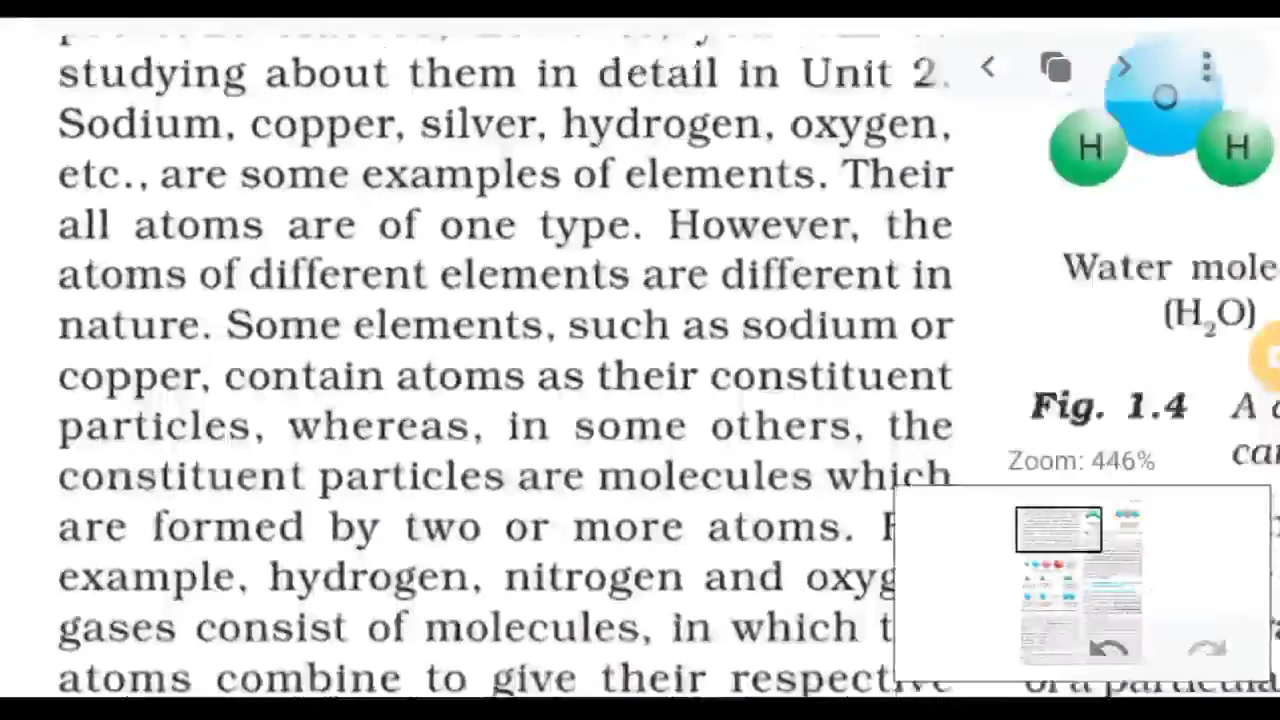 studying about them in detail in Unit 2.
Sodium, copper, silver, hydrogen, oxygen,
etc., are some examples of elements. Their
all atoms are of one type. However, the
atoms of different elements are different in
nature. Some elements, such as sodium or
copper, contain atoms as their constituent
particles, whereas, in some others, the
constituent particles are molecules which
are formed by two or more atoms.
example, hydrogen, nitrogen and
gases consist of molecules, in which
atoms combine to give their respective
O
H H
Water
(H₂O)
Fig. 1.4 A
Zoom: 446%
of a